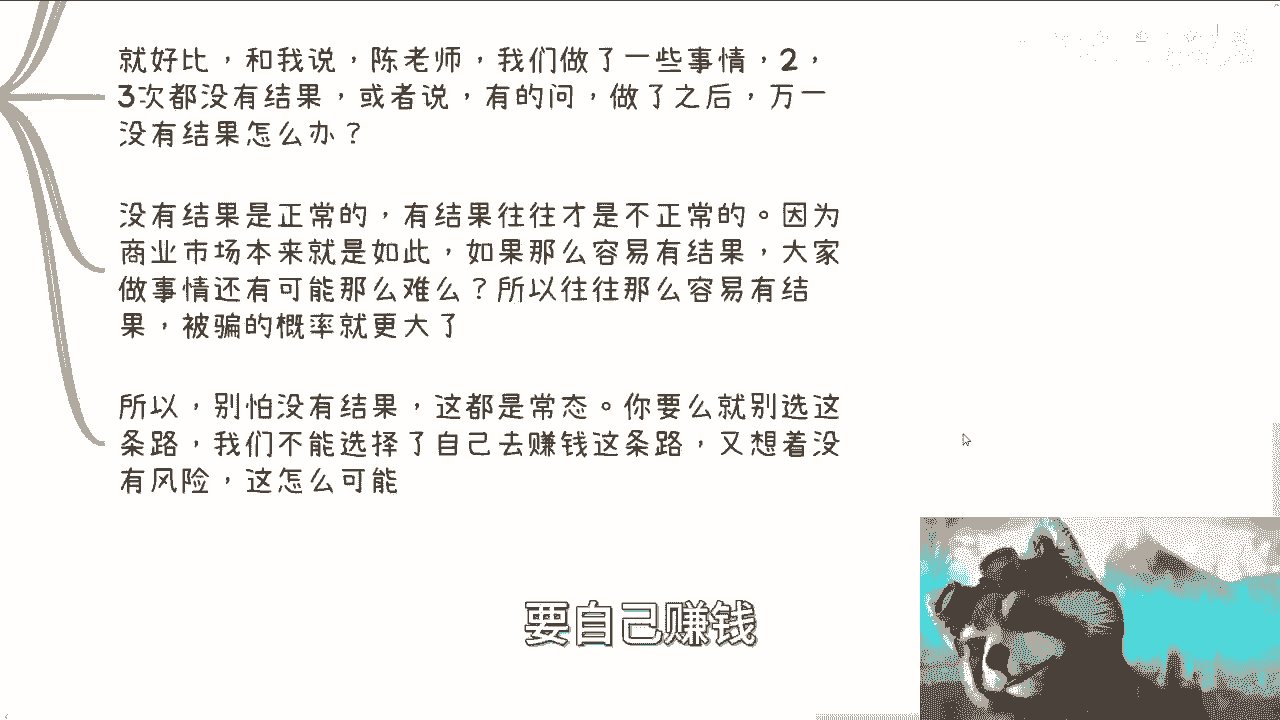 就好比，和我说，陈老师，我们做了一些事情，2，
3次都没有结果，或者说，有的问，做了之后，万一
没有结果怎么办？
没有结果是正常的，有结果往往才是不正常的。因为
商业市场本来就是如此，如果那么容易有结果，大家
做事情还有可能那么难么？所以往往那么容易有结
果，被骗的概率就更大了
所以，别怕没有结果，这都是常态。你要么就别选这
条路，我们不能选择了自己去赚钱这条路，又想着没
有风险，这怎么可能
要自己赚钱